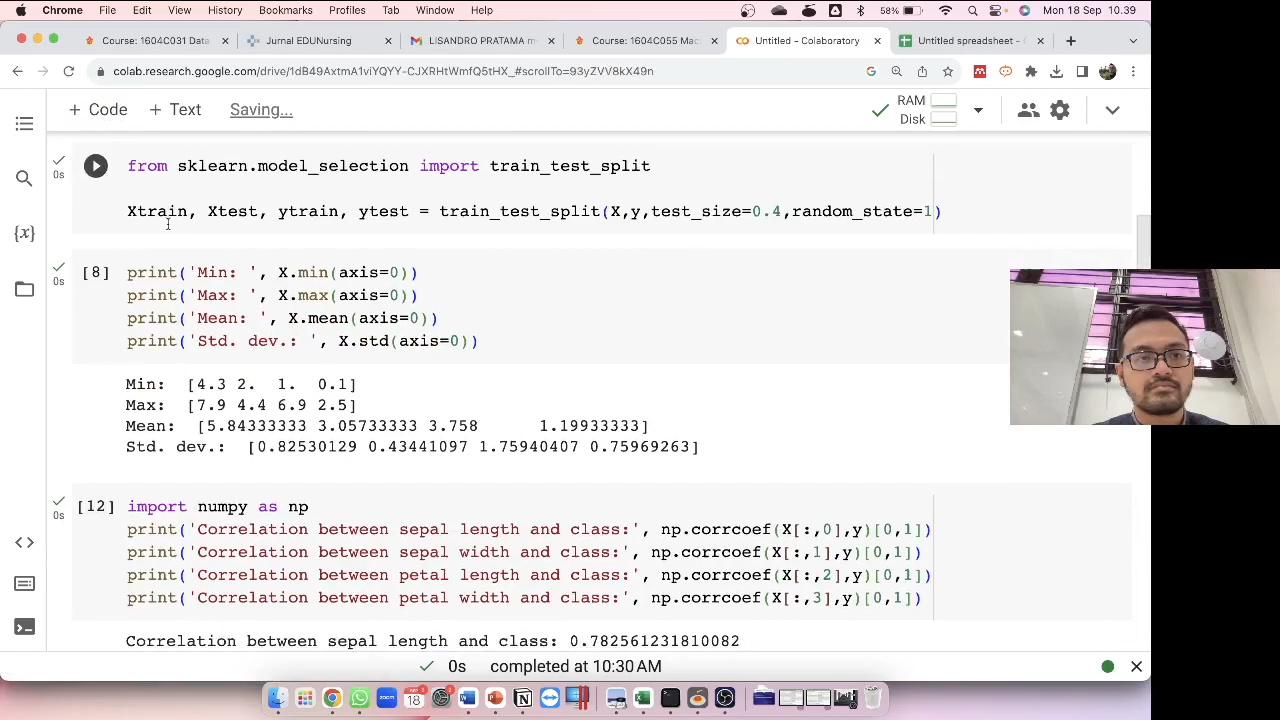 Chrome File Edit View History Bookmarks Profiles Tab Window Help 58% Mon 18 Sep 10.39
Course: 1604C031 Data Jurnal EDUNursing LISANDRO PRATAMA m Course: 1604C055 Mac Untitled - Colaboratory Untitled spreadsheet -
colab.research.google.com/drive/1dB49AxtmA1viYQYY-CJXRHtWmfQ5tHX_#scrollTo=93yZVV8kX49n
+ Code + Text Saving... RAM
Disk
0s from sklearn.model_selection import train_test_split
Xtrain, Xtest, ytrain, ytest = train_test_split(X,y,test_size=0.4,random_state=1)
0s [8] print('Min: ', X.min(axis=0))
print('Max: ', X.max(axis=0))
print('Mean: ', X.mean(axis=0))
print('Std. dev.: ', X.std(axis=0))
Min: [4.3 2. 1. 0.1]
Max: [7.9 4.4 6.9 2.5]
Mean: [5.84333333 3.05733333 3.758 1.19933333]
Std. dev.: [0.82530129 0.43441097 1.75940407 0.75969263]
0s [12] import numpy as np
print('Correlation between sepal length and class:', np.corrcoef(X[:,0],y)[0,1])
print('Correlation between sepal width and class:', np.corrcoef(X[:,1],y)[0,1])
print('Correlation between petal length and class:', np.corrcoef(X[:,2],y)[0,1])
print('Correlation between petal width and class:', np.corrcoef(X[:,3],y)[0,1])
Correlation between sepal length and class: 0.782561231810082
0s completed at 10:30 AM
zoom 18